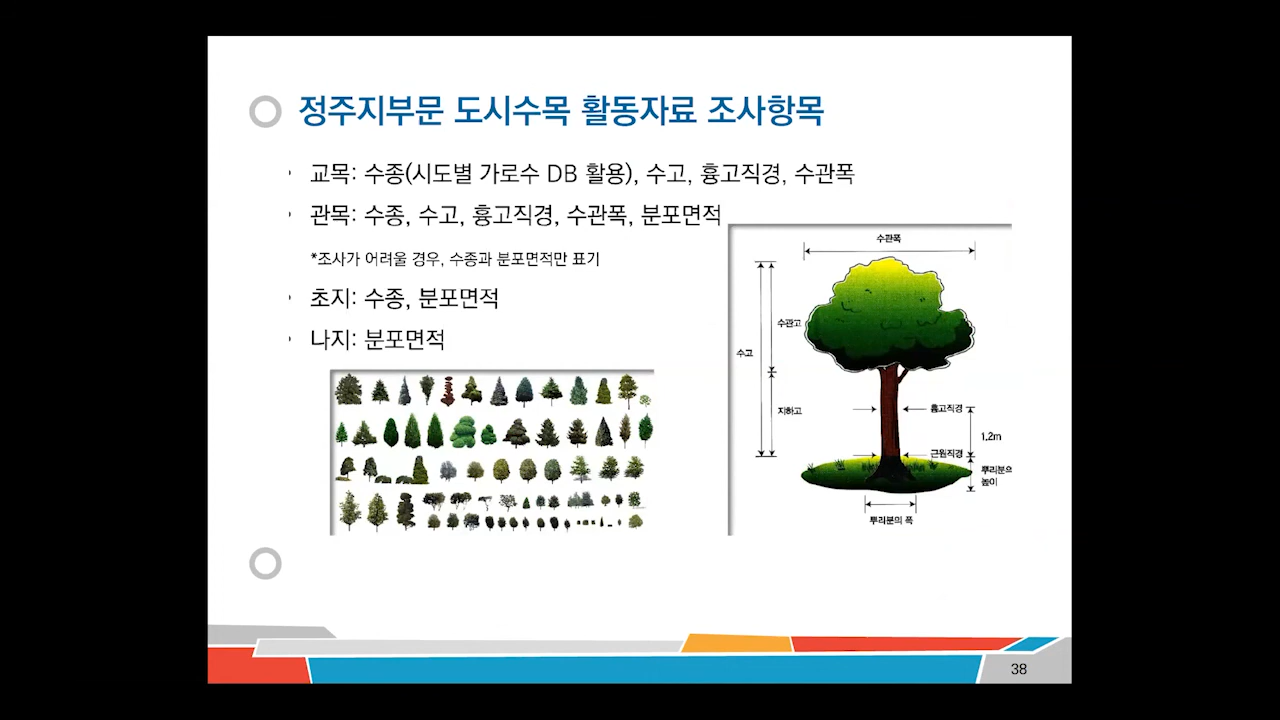 정주지부문 도시수목 활동자료 조사항목
· 교목: 수종(시도별 가로수 DB 활용), 수고, 흉고직경, 수관폭
· 관목: 수종, 수고, 흉고직경, 수관폭, 분포면적
*조사가 어려울 경우, 수종과 분포면적만 표기
· 초지: 수종, 분포면적
· 나지: 분포면적
수관폭
수관고
수고
지하고
흉고직경
1.2m
근원직경
뿌리분의
높이
뿌리분의 폭
38